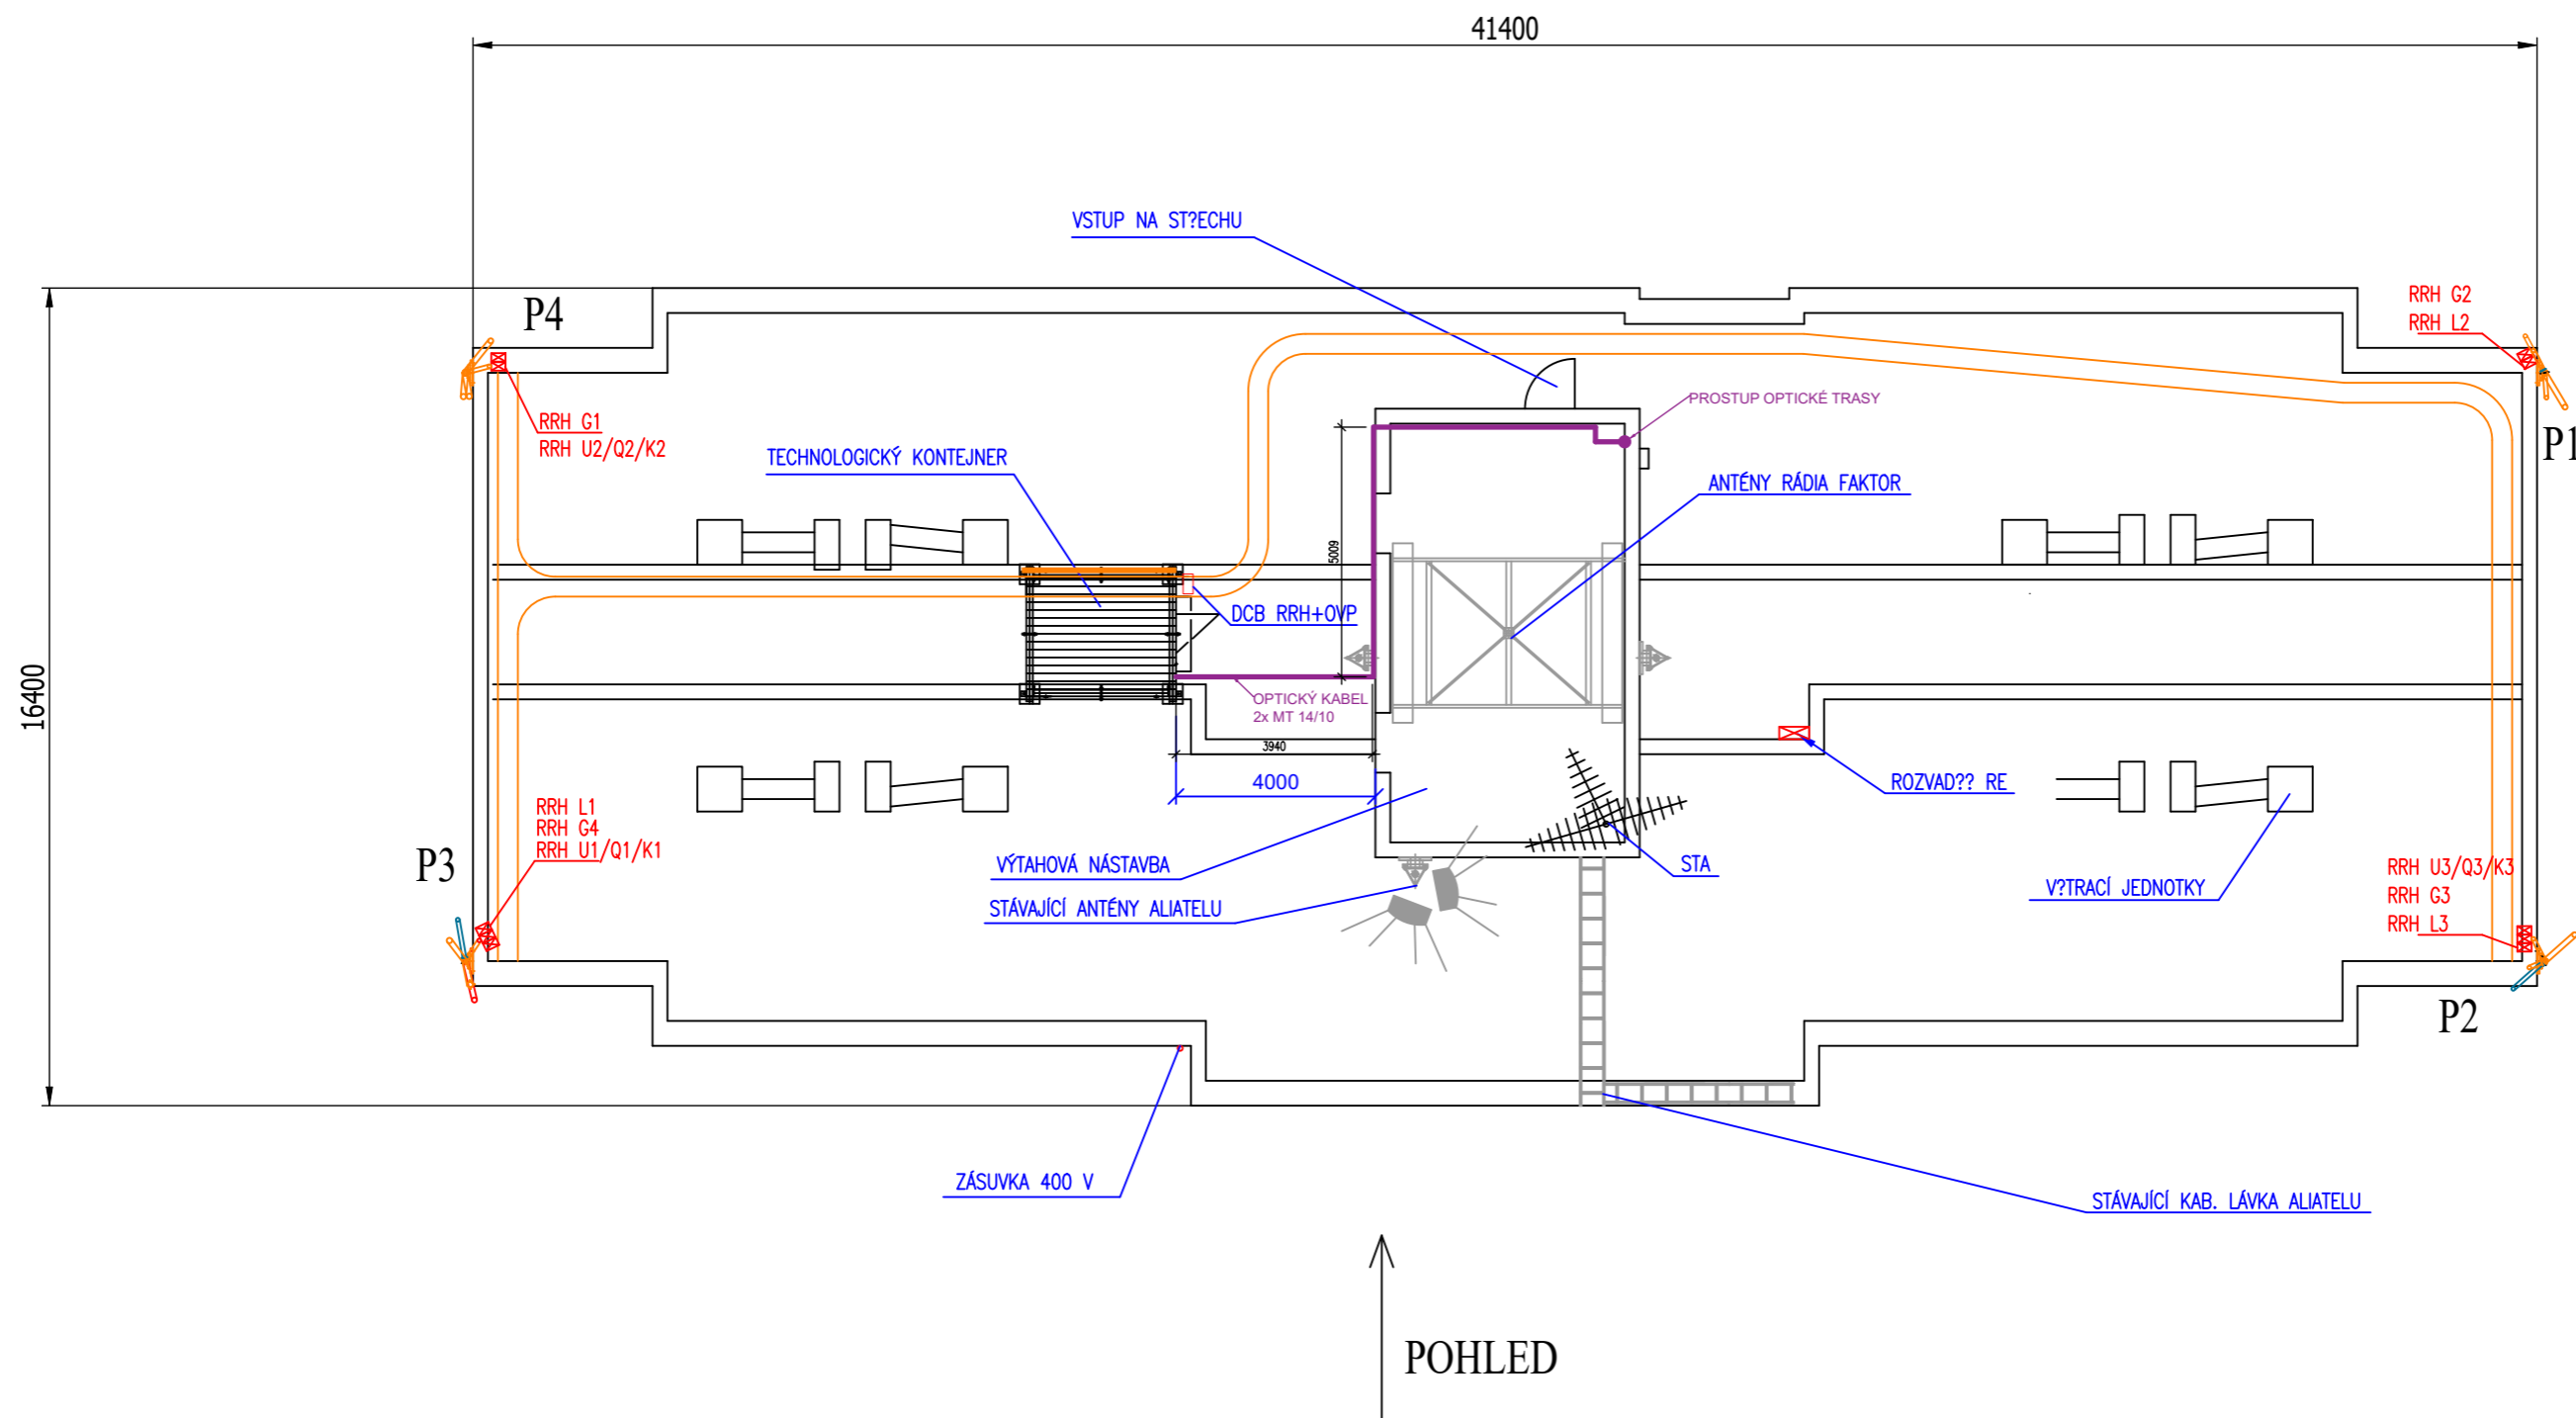 41400
VSTUP NA ST?ECHU
P4
RRH G2
RRH L2
PROSTUP OPTICKÉ TRASY
RRH G1
RRH U2/Q2/K2
P1
TECHNOLOGICKÝ KONTEJNER
ANTÉNY RÁDIA FAKTOR
5009
DCB RRH+OVP
16400
OPTICKÝ KABEL
2x MT 14/10
3940
4000
ROZVAD?? RE
RRH L1
RRH G4
RRH U1/Q1/K1
P3
VÝTAHOVÁ NÁSTAVBA
STA
STÁVAJÍCÍ ANTÉNY ALIATELU
V?TRACÍ JEDNOTKY
RRH U3/Q3/K3
RRH G3
RRH L3
P2
ZÁSUVKA 400 V
STÁVAJÍCÍ KAB. LÁVKA ALIATELU
POHLED